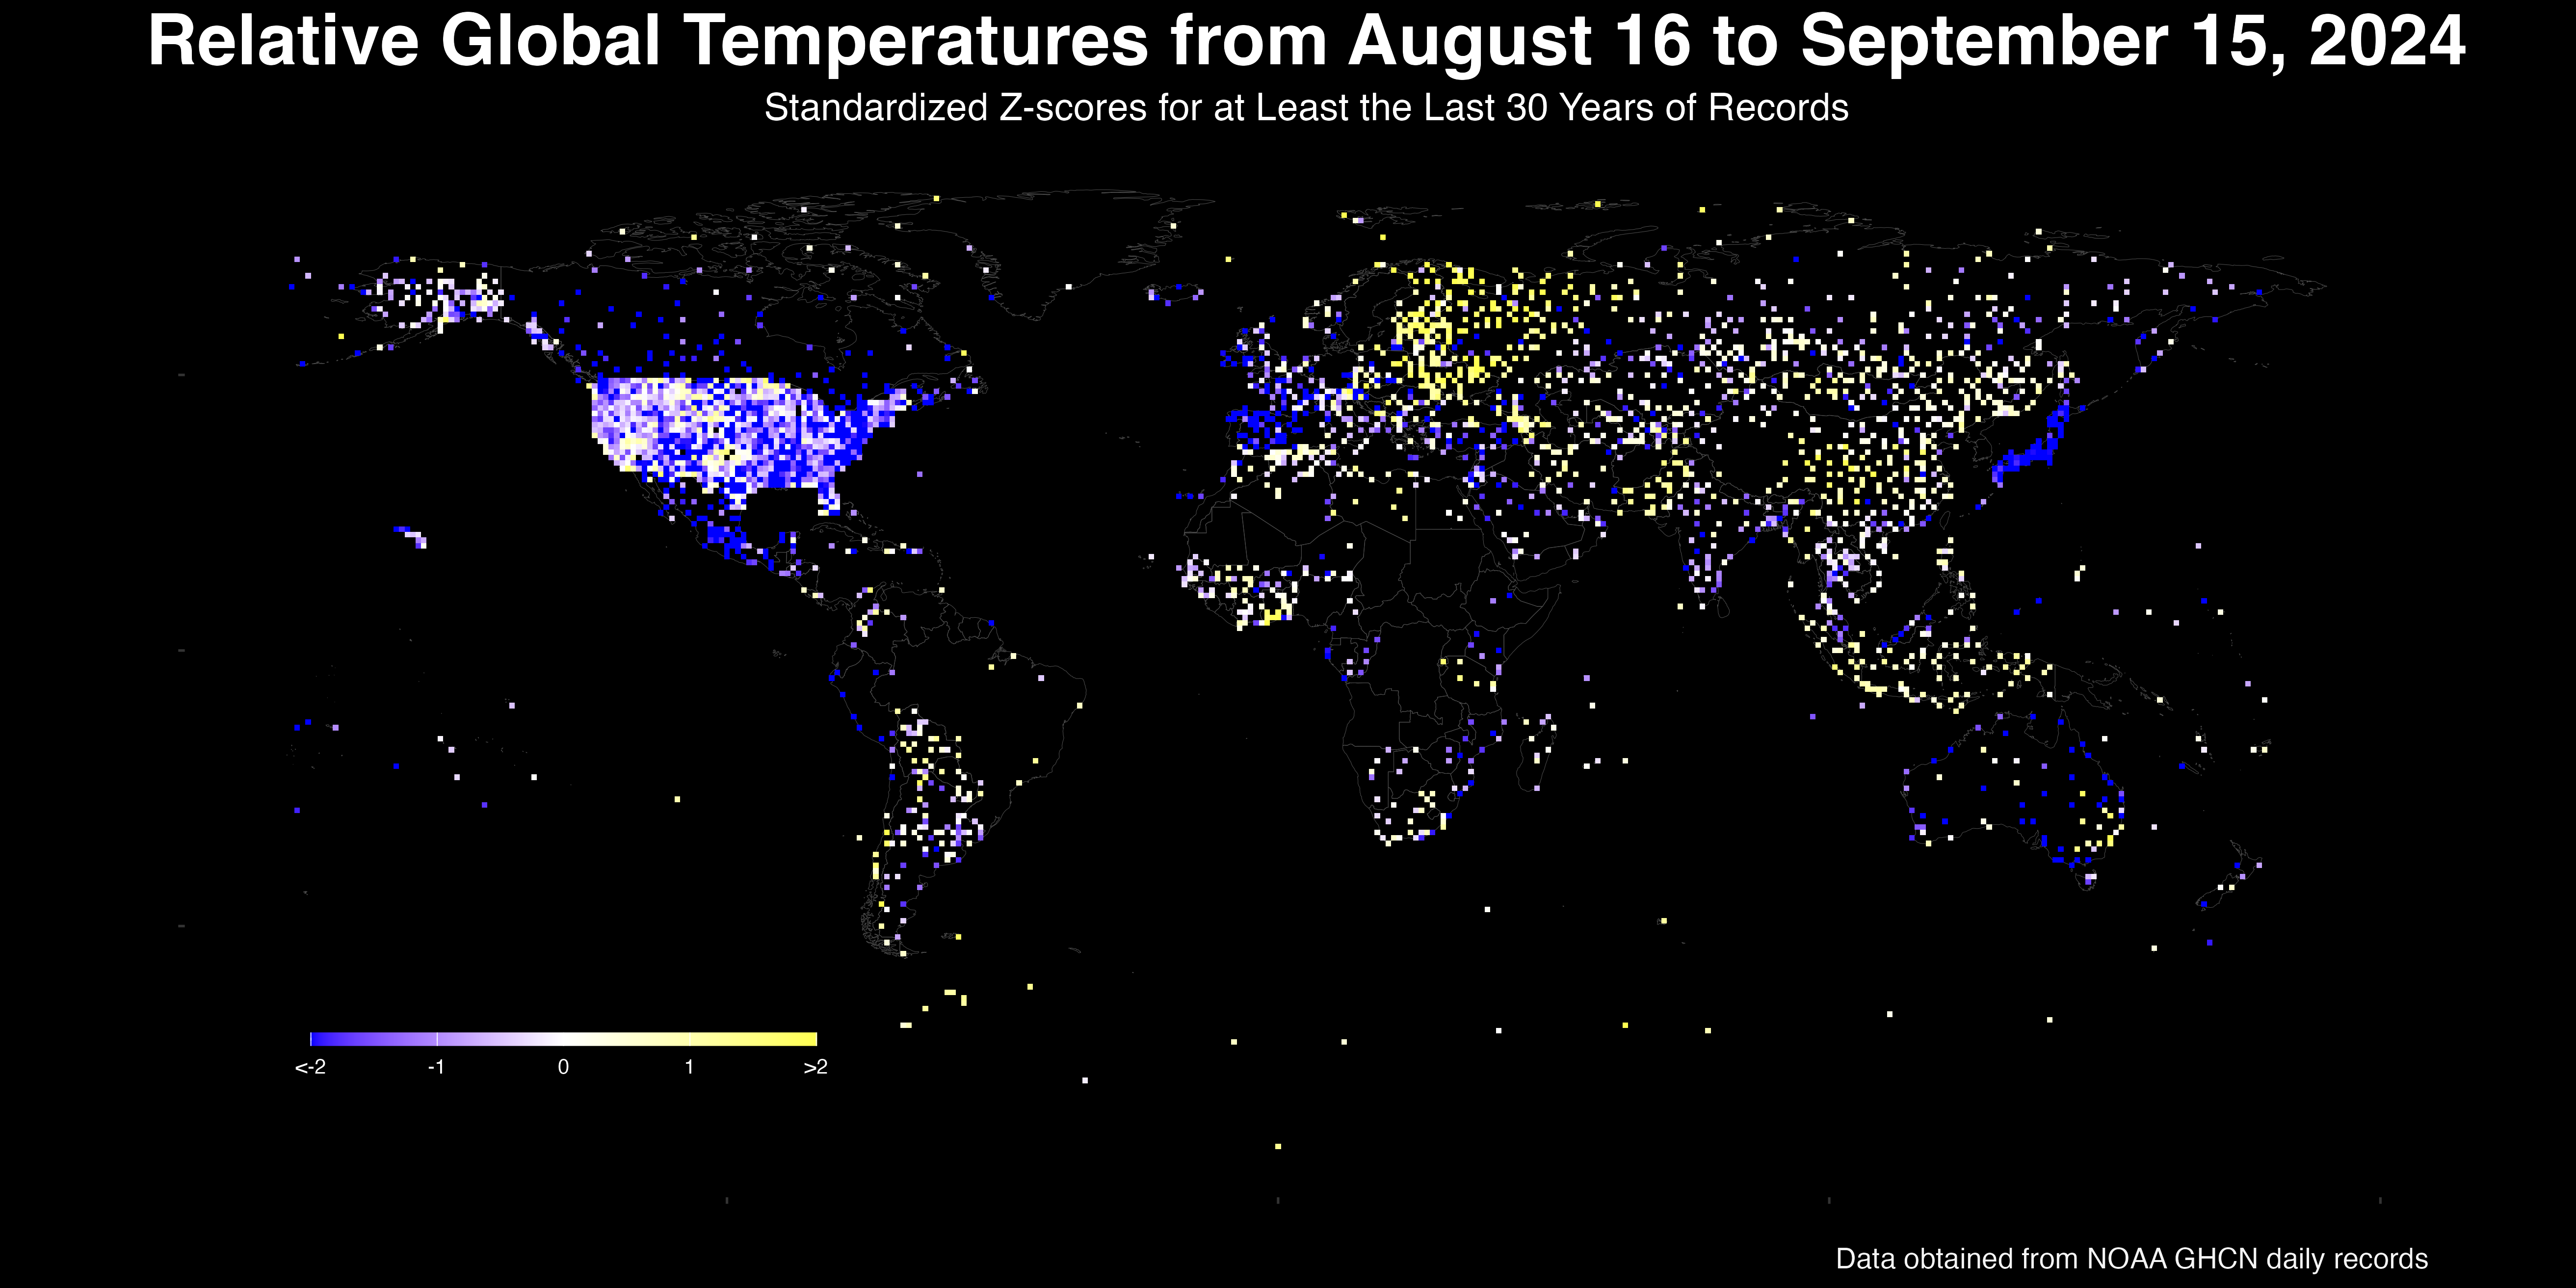 Relative Global Temperatures from August 16 to September 15, 2024
Standardized Z-scores for at Least the Last 30 Years of Records
<-2 -1 0 1 >2
Data obtained from NOAA GHCN daily records